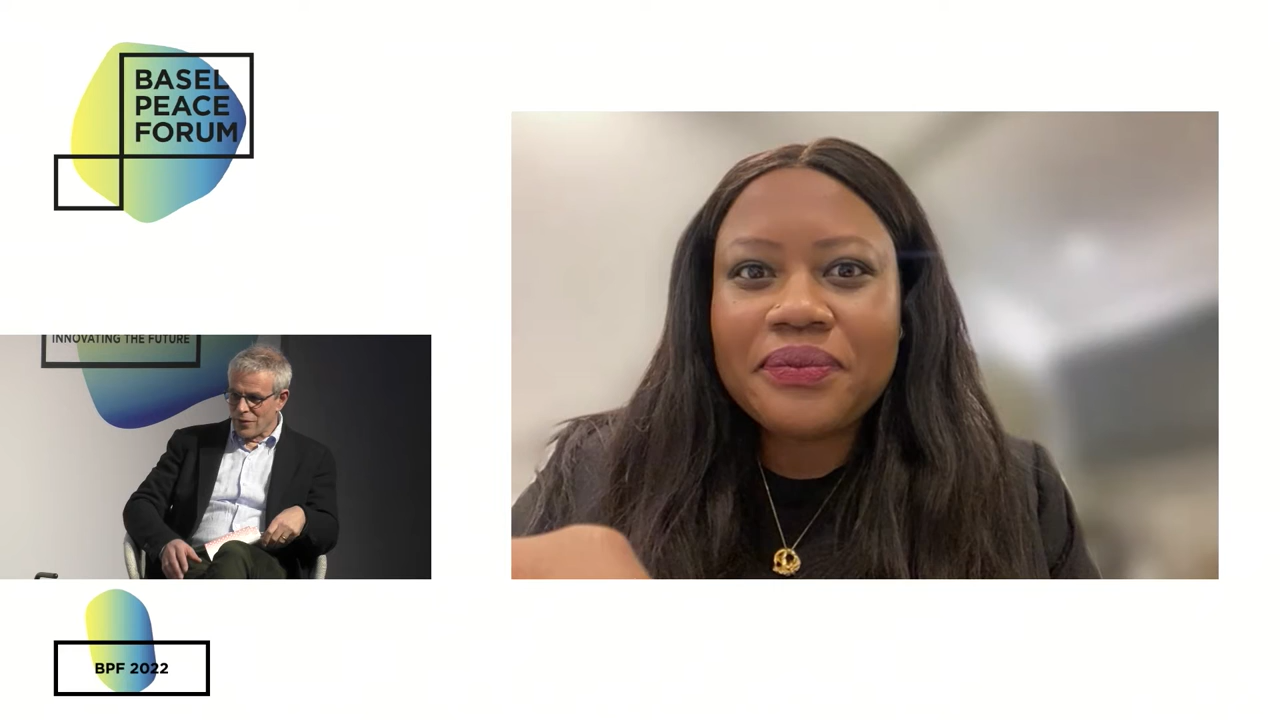 BASEL
PEACE
FORUM
INNOVATING THE FUTURE
BPF 2022